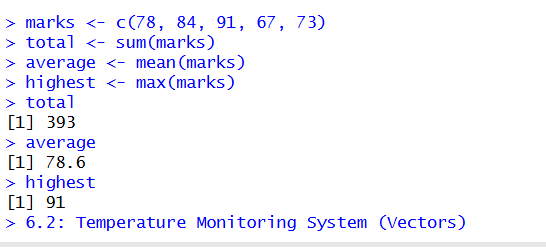 > marks <- c(78, 84, 91, 67, 73)
> total <- sum(marks)
> average <- mean(marks)
> highest <- max(marks)
> total
[1] 393
> average
[1] 78.6
> highest
[1] 91
> 6.2: Temperature Monitoring System (Vectors)